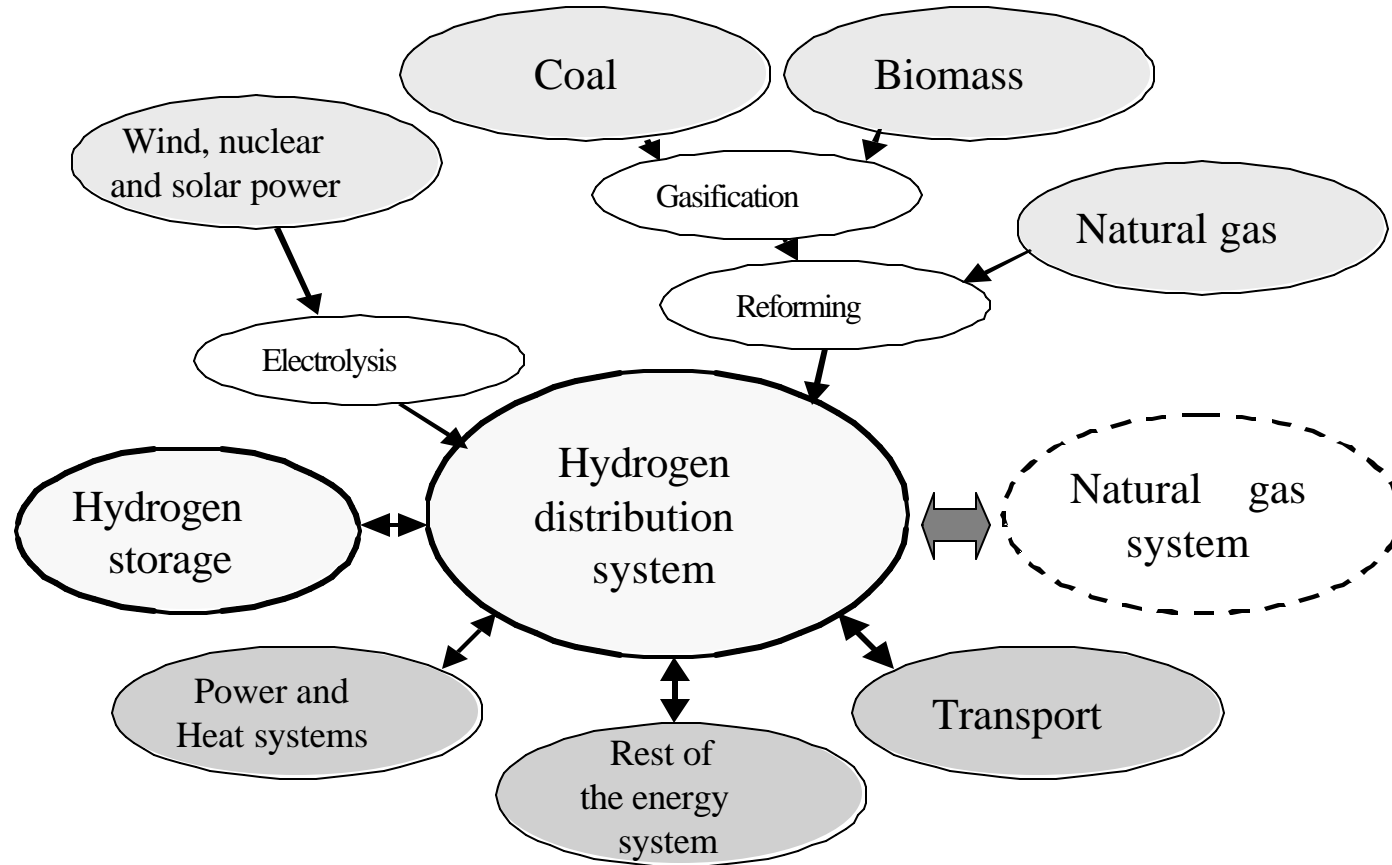 Coal
Biomass
Wind, nuclear
and solar power
Gasification
Natural gas
Reforming
Electrolysis
Hydrogen
distribution
system
Hydrogen
storage
Natural gas
system
Power and
Heat systems
Rest of
the energy
system
Transport